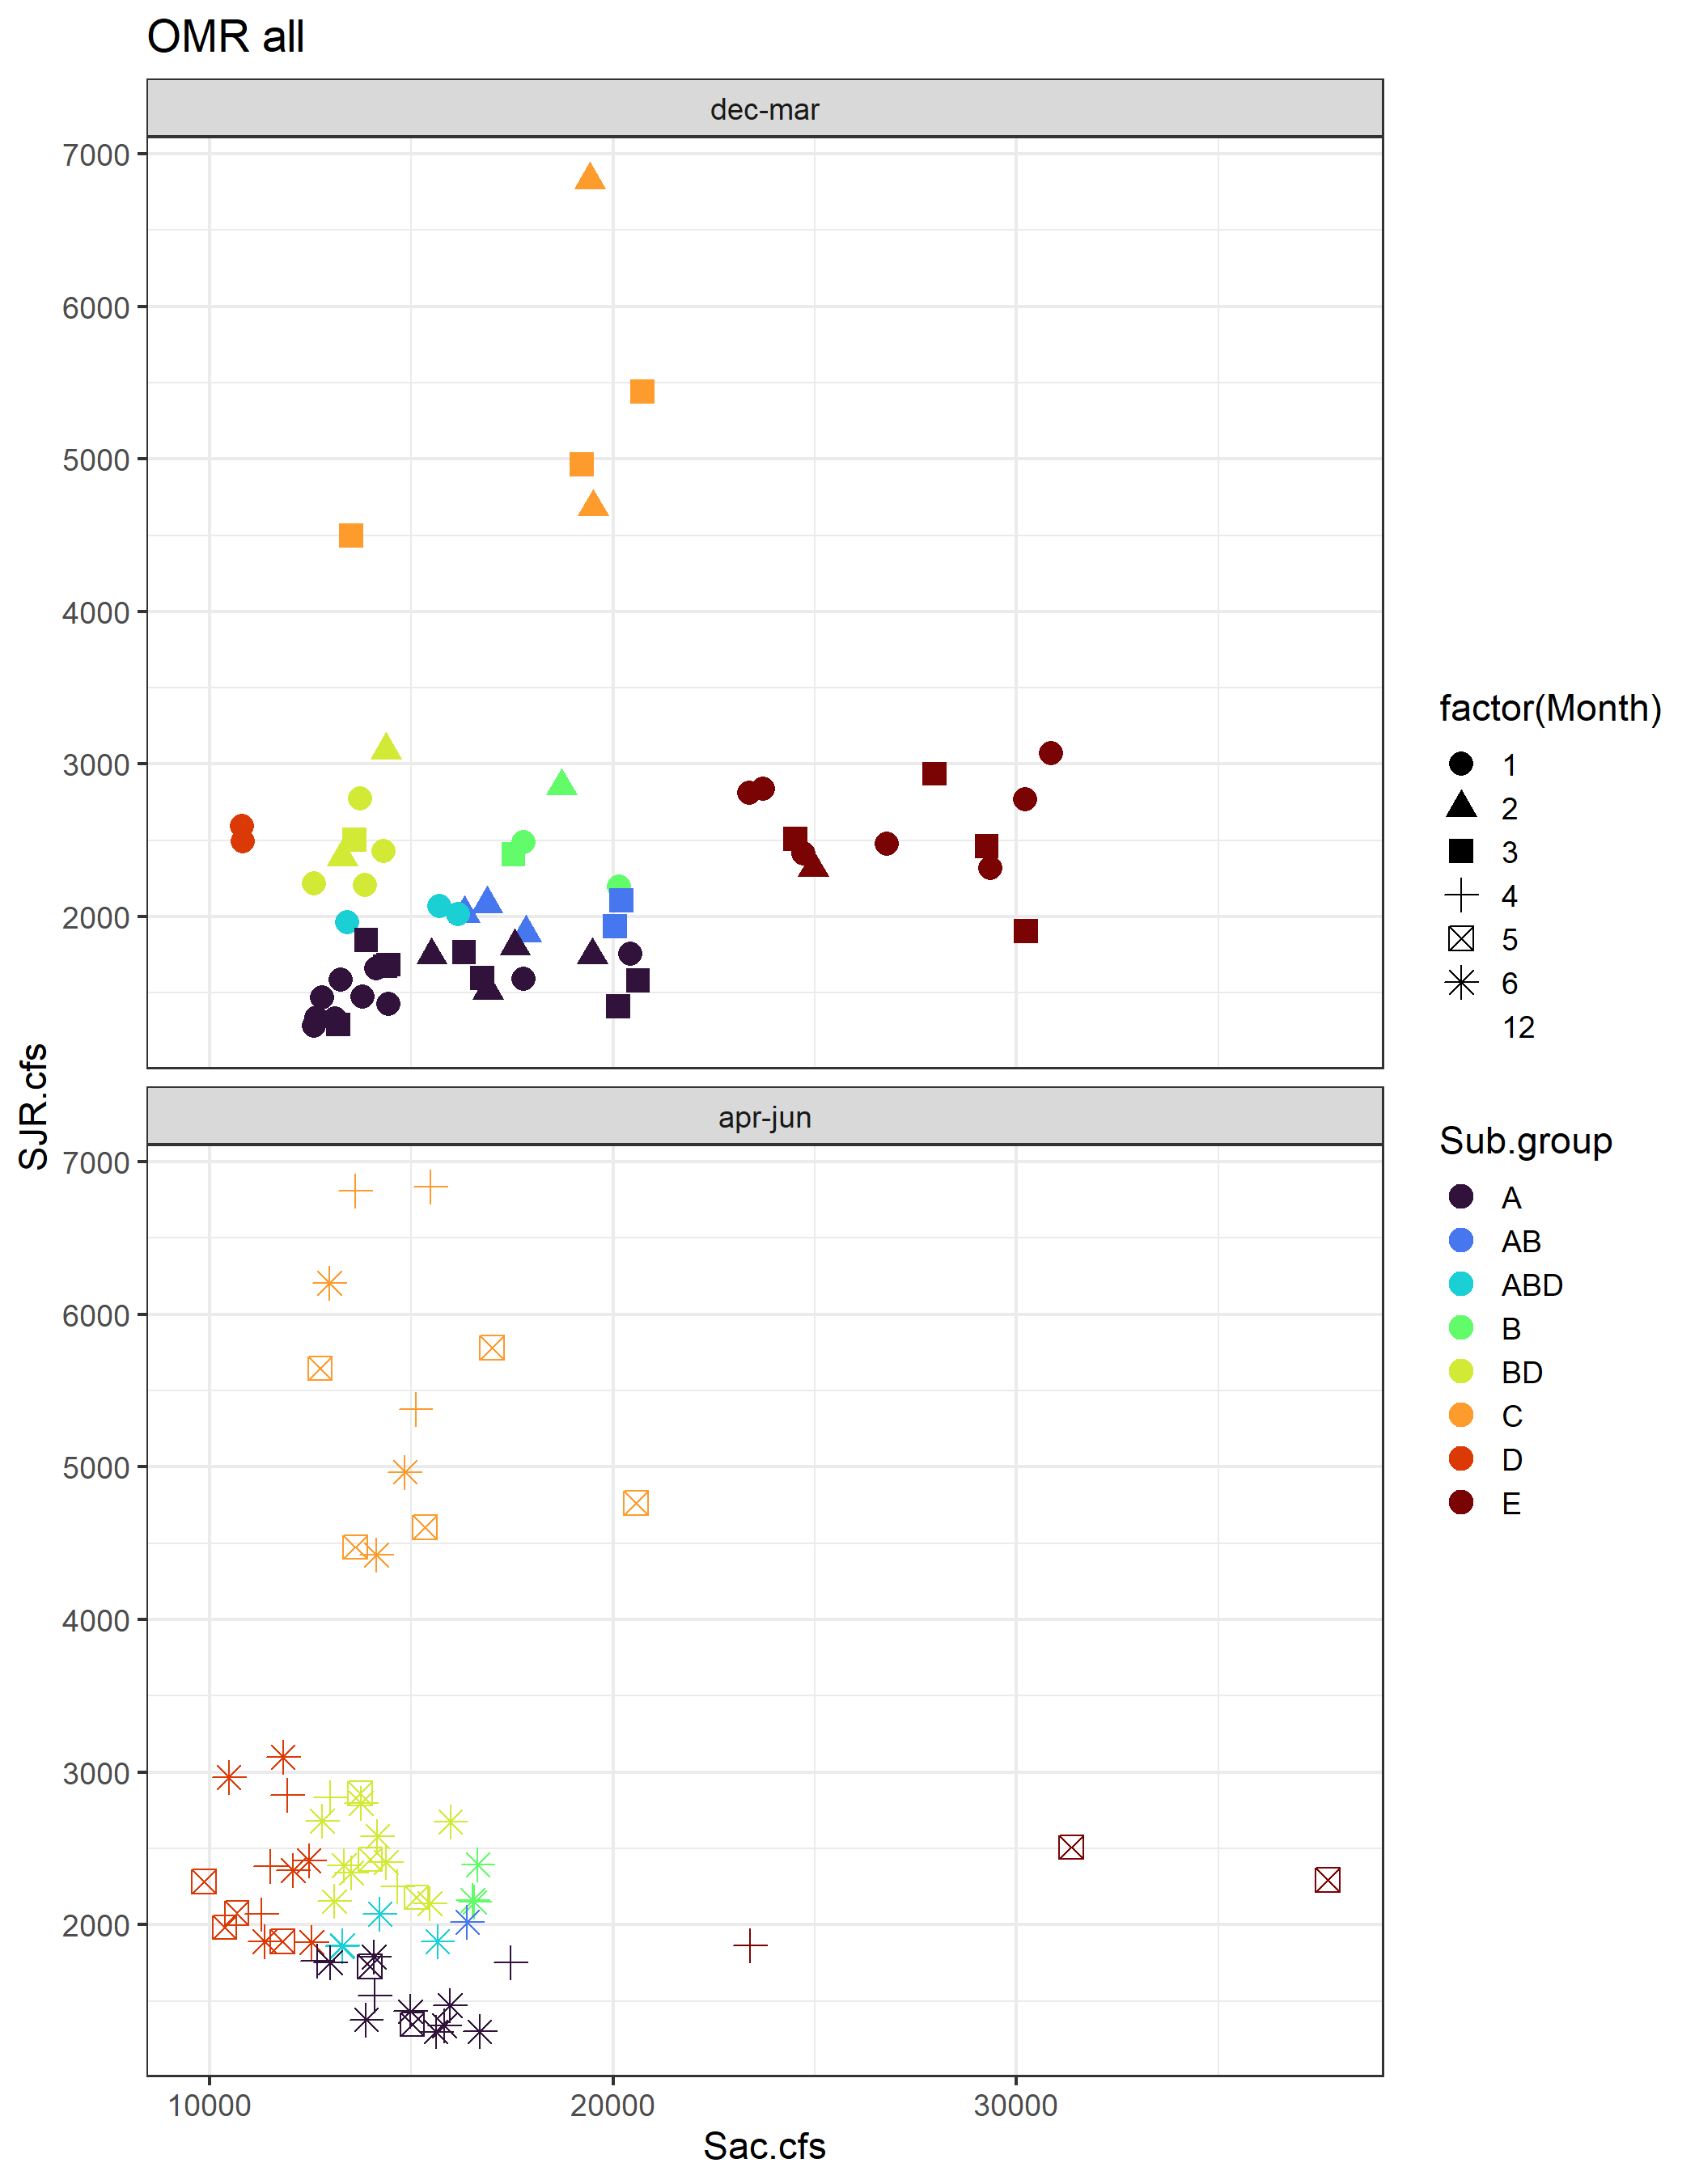 OMR all
dec-mar
7000
6000
5000
4000
3000
2000
apr-jun
7000
6000
5000
4000
3000
2000
10000 20000 30000
Sac.cfs
SJR.cfs
factor(Month)
1
2
3
4
5
6
12
Sub.group
A
AB
ABD
B
BD
C
D
E